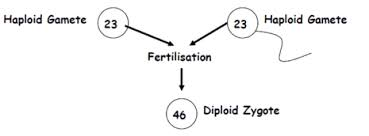 Haploid Gamete 23
23 Haploid Gamete
Fertilisation
46 Diploid Zygote